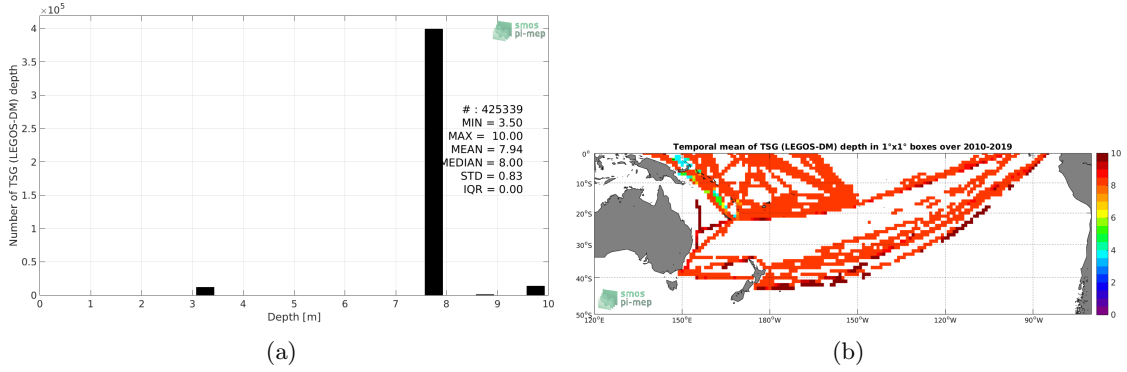 ×10⁵
4
3.5
3
2.5
2
1.5
1
0.5
0
Number of TSG (LEGOS-DM) depth
smos
pi-mep
# : 425339
MIN = 3.50
MAX = 10.00
MEAN = 7.94
MEDIAN = 8.00
STD = 0.83
IQR = 0.00
0 1 2 3 4 5 6 7 8 9 10
Depth [m]
(a)
Temporal mean of TSG (LEGOS-DM) depth in 1°x1° boxes over 2010-2019
0°
10°S
20°S
30°S
40°S
50°S
smos
pi-mep
120°E 150°E 180°W 150°W 120°W 90°W
10
8
6
4
2
0
(b)